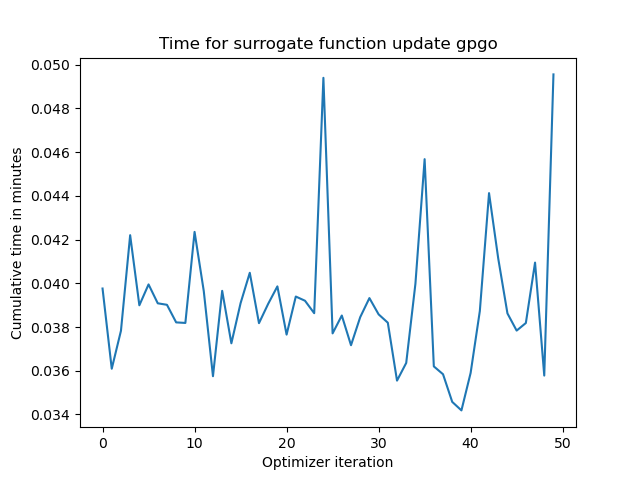 Time for surrogate function update gpgo
Cumulative time in minutes
0.050
0.048
0.046
0.044
0.042
0.040
0.038
0.036
0.034
0 10 20 30 40 50
Optimizer iteration